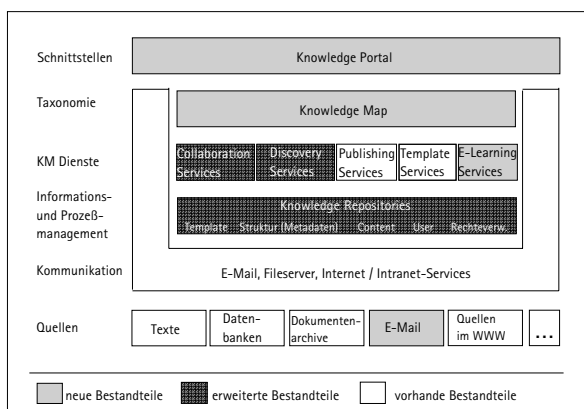 Schnittstellen
Knowledge Portal
Taxonomie
Knowledge Map
KM Dienste
Collaboration
Services
Discovery
Services
Publishing
Services
Template
Services
E-Learning
Services
Informations-
und Prozeß-
management
Knowledge Repositories
Template Struktur (Metadaten) Content User Rechteverw.
Kommunikation
E-Mail, Fileserver, Internet / Intranet-Services
Quellen
Texte
Daten-
banken
Dokumenten-
archive
E-Mail
Quellen
im WWW
...
neue Bestandteile
erweiterte Bestandteile
vorhande Bestandteile